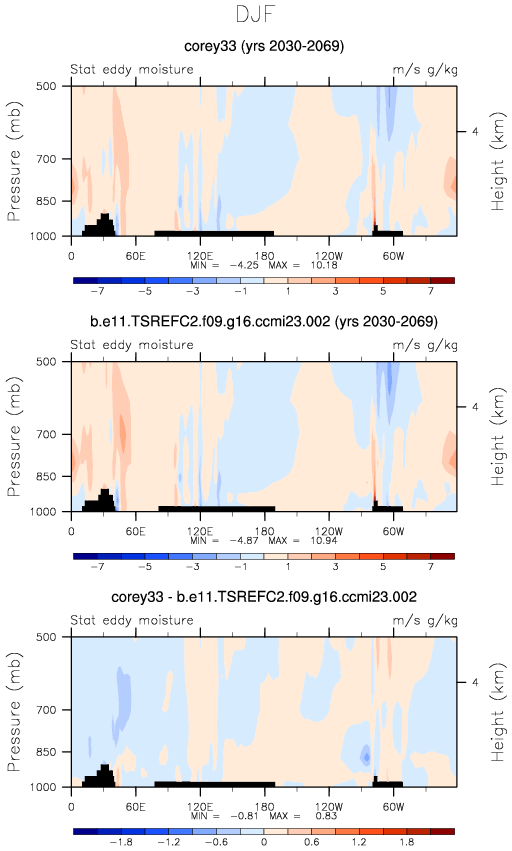 DJF
corey33 (yrs 2030-2069)
Stat eddy moisture m/s g/kg
Pressure (mb)
500
700
850
1000
4
Height (km)
0 60E 120E 180 120W 60W
MIN = -4.25 MAX = 10.18
-7 -5 -3 -1 1 3 5 7
b.e11.TSREFC2.f09.g16.ccmi23.002 (yrs 2030-2069)
Stat eddy moisture m/s g/kg
Pressure (mb)
500
700
850
1000
4
Height (km)
0 60E 120E 180 120W 60W
MIN = -4.87 MAX = 10.94
-7 -5 -3 -1 1 3 5 7
corey33 - b.e11.TSREFC2.f09.g16.ccmi23.002
Stat eddy moisture m/s g/kg
Pressure (mb)
500
700
850
1000
4
Height (km)
0 60E 120E 180 120W 60W
MIN = -0.81 MAX = 0.83
-1.8 -1.2 -0.6 0 0.6 1.2 1.8